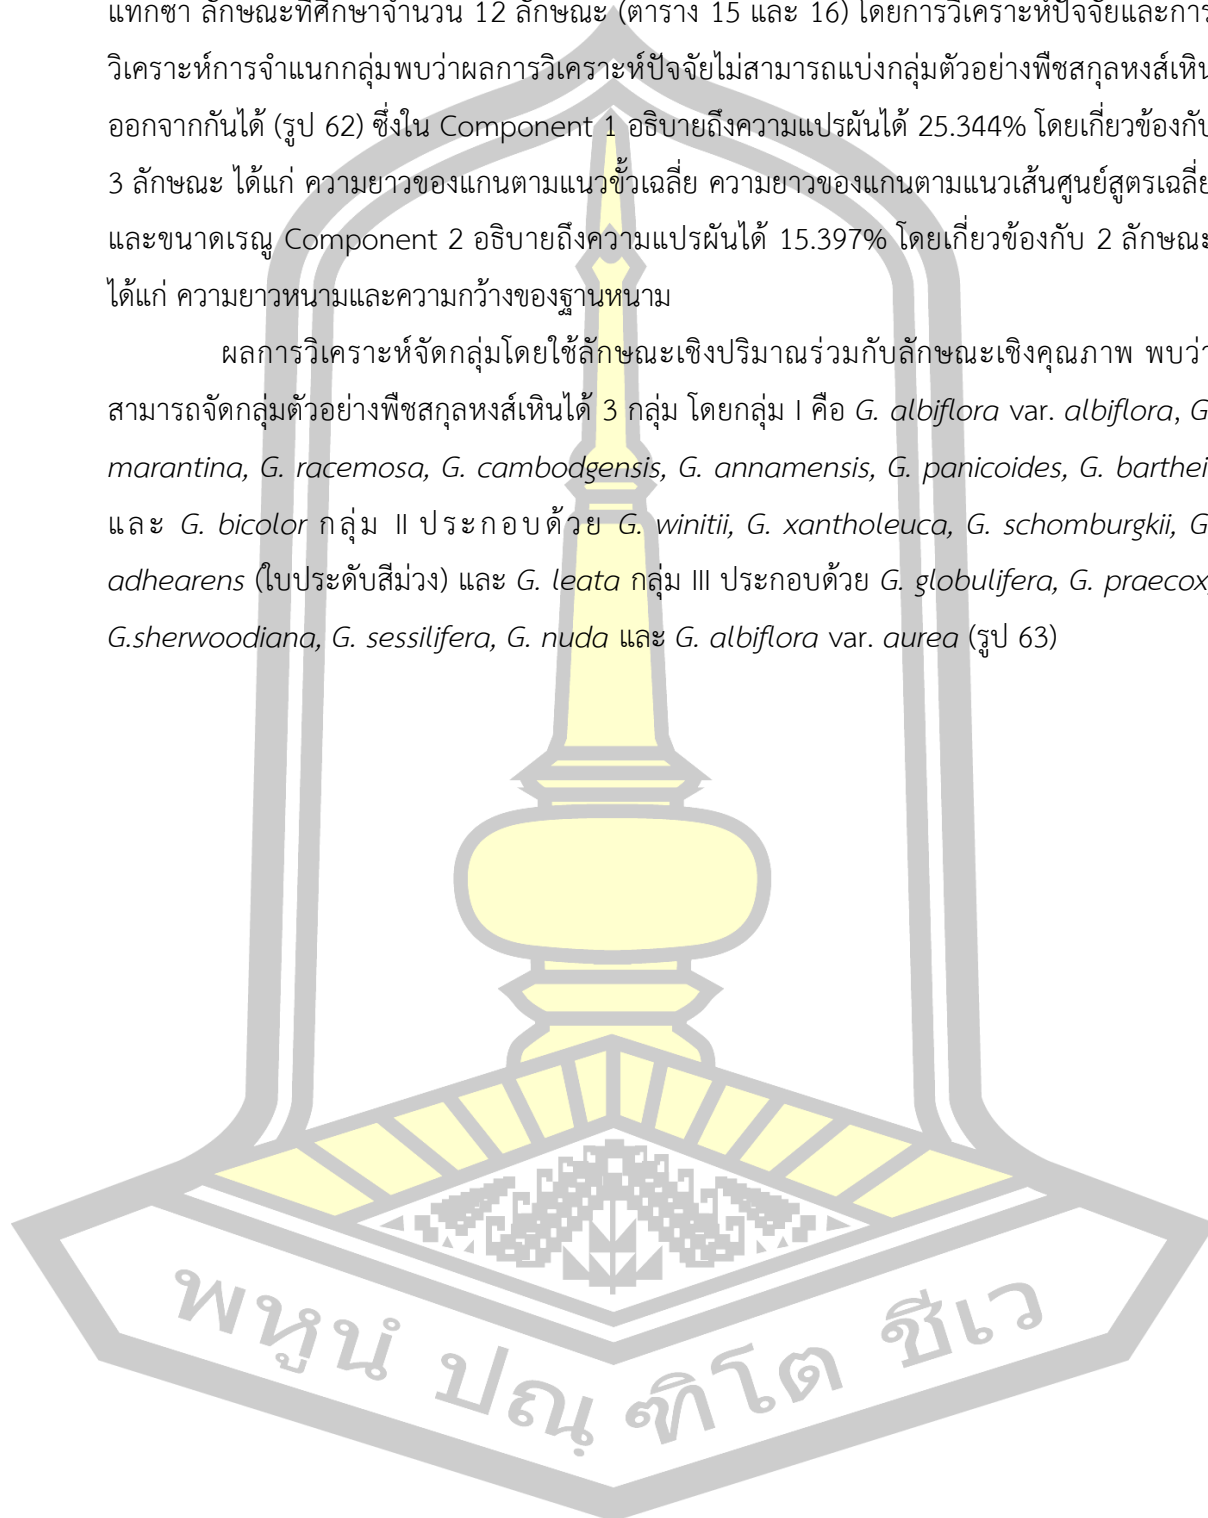 แทกซา ลักษณะที่ศึกษาจำนวน 12 ลักษณะ (ตาราง 15 และ 16) โดยการวิเคราะห์ปัจจัยและการ
วิเคราะห์การจำแนกกลุ่มพบว่าผลการวิเคราะห์ปัจจัยไม่สามารถแบ่งกลุ่มตัวอย่างพืชสกุลหงส์เหิน
ออกจากกันได้ (รูป 62) ซึ่งใน Component 1 อธิบายถึงความแปรผันได้ 25.344% โดยเกี่ยวข้องกับ
3 ลักษณะ ได้แก่ ความยาวของแกนตามแนวขั้วเฉลี่ย ความยาวของแกนตามแนวเส้นศูนย์สูตรเฉลี่ย
และขนาดเรณู Component 2 อธิบายถึงความแปรผันได้ 15.397% โดยเกี่ยวข้องกับ 2 ลักษณะ
ได้แก่ ความยาวหนามและความกว้างของฐานหนาม
ผลการวิเคราะห์จัดกลุ่มโดยใช้ลักษณะเชิงปริมาณร่วมกับลักษณะเชิงคุณภาพ พบว่า
สามารถจัดกลุ่มตัวอย่างพืชสกุลหงส์เหินได้ 3 กลุ่ม โดยกลุ่ม I คือ G. albiflora var. albiflora, G.
marantina, G. racemosa, G. cambodgensis, G. annamensis, G. panicoides, G. barthei
และ G. bicolor กลุ่ม II ประกอบด้วย G. winitii, G. xantholeuca, G. schomburgkii, G.
adhearens (ใบประดับสีม่วง) และ G. leata กลุ่ม III ประกอบด้วย G. globulifera, G. praecox,
G.sherwoodiana, G. sessilifera, G. nuda และ G. albiflora var. aurea (รูป 63)
พหูนํ ปณฺฑิโต ชีเว